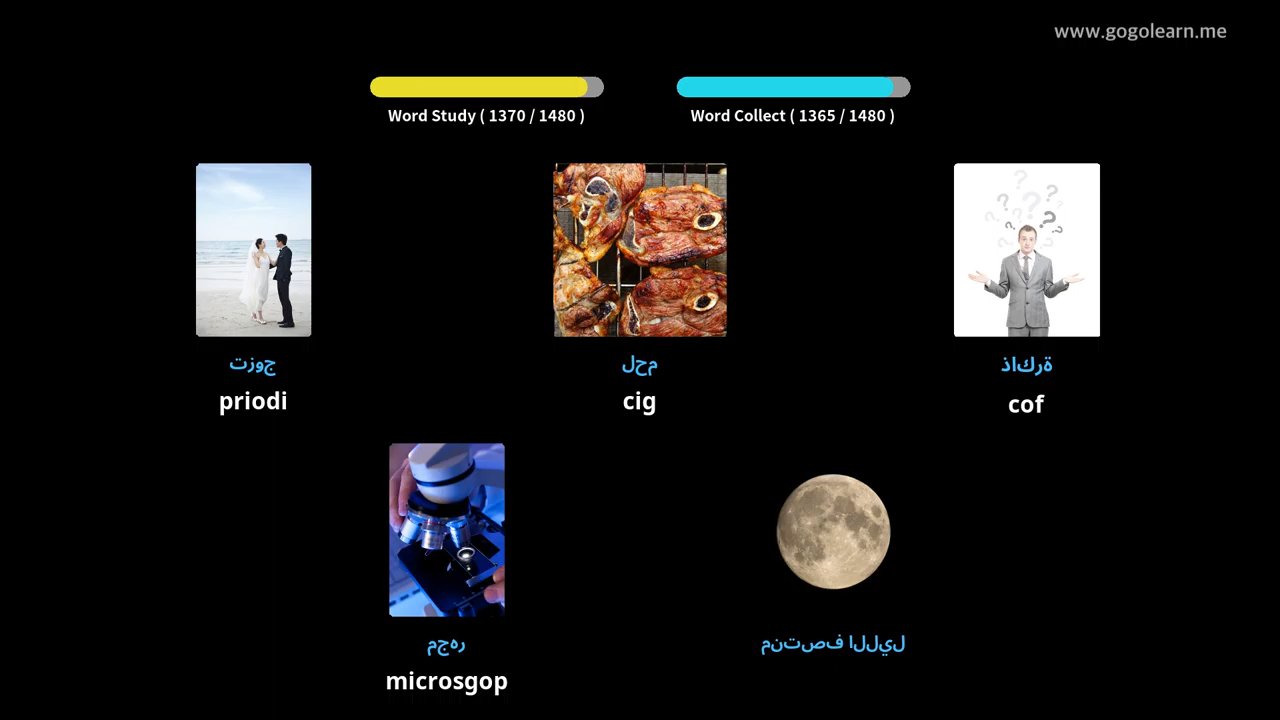 www.gogolearn.me
Word Study ( 1370 / 1480 )
Word Collect ( 1365 / 1480 )
تزوج
priodi
لحم
cig
ذاكرة
cof
مجهر
microsgop
منتصف الليل